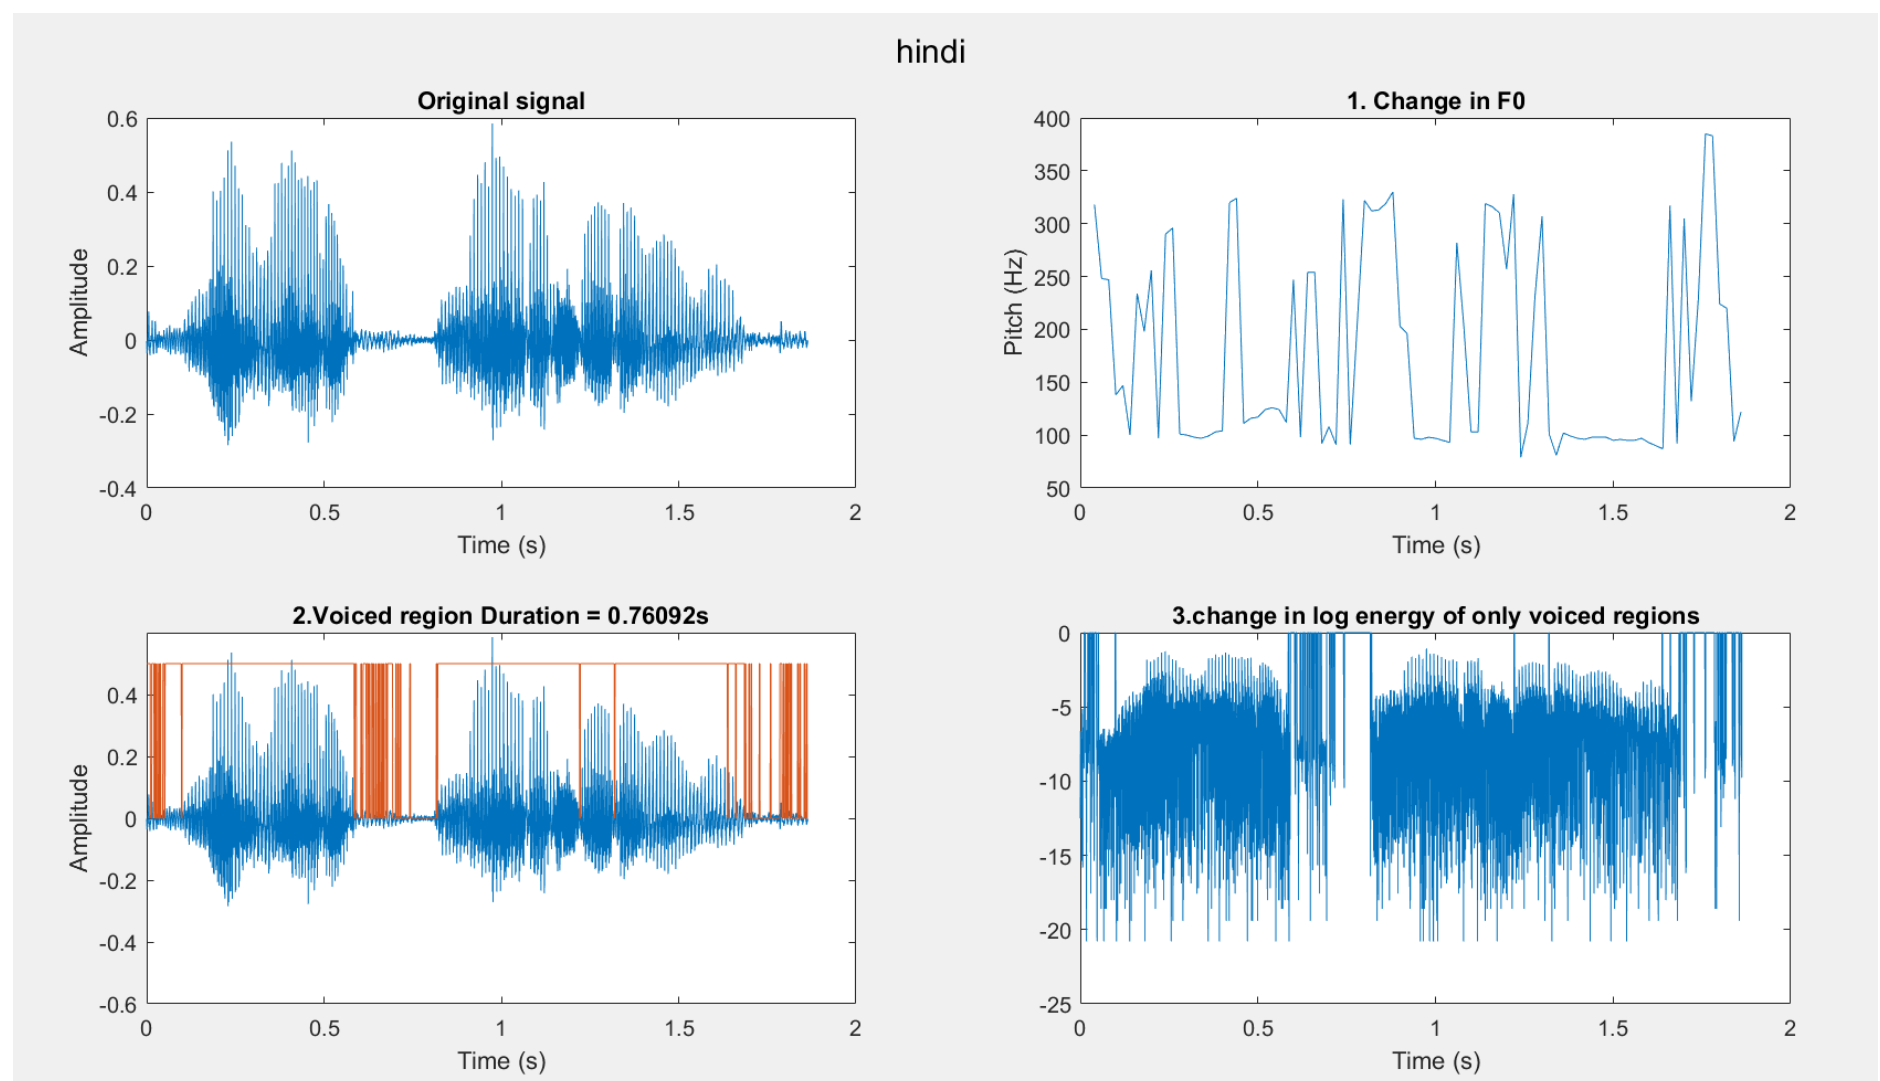 hindi
Original signal
0.6
0.4
0.2
0
-0.2
-0.4
Amplitude
0 0.5 1 1.5 2
Time (s)
1. Change in F0
400
350
300
250
200
150
100
50
Pitch (Hz)
0 0.5 1 1.5 2
Time (s)
2.Voiced region Duration = 0.76092s
0.4
0.2
0
-0.2
-0.4
-0.6
Amplitude
0 0.5 1 1.5 2
Time (s)
3.change in log energy of only voiced regions
0
-5
-10
-15
-20
-25
0 0.5 1 1.5 2
Time (s)